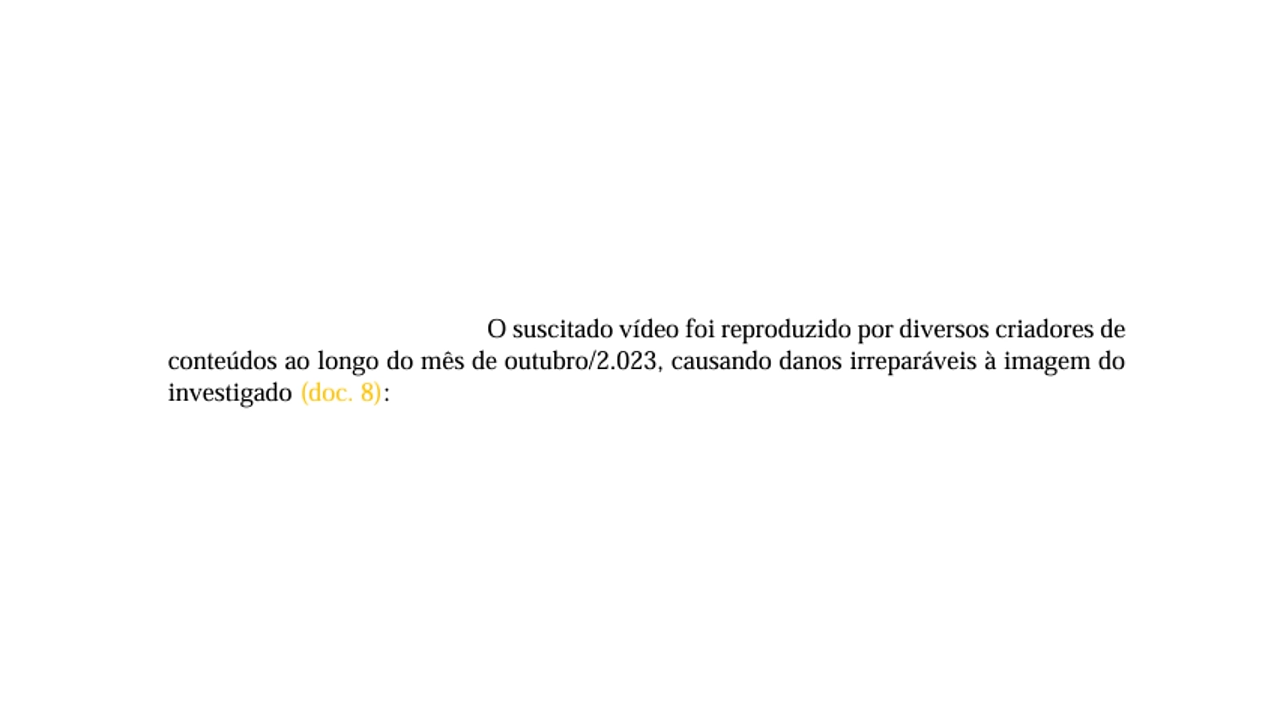 O suscitado vídeo foi reproduzido por diversos criadores de
conteúdos ao longo do mês de outubro/2.023, causando danos irreparáveis à imagem do
investigado (doc. 8):